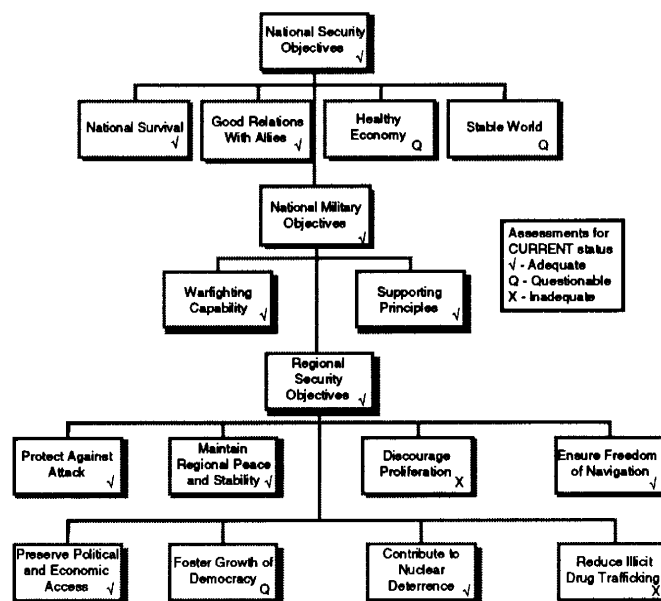 National Security
Objectives
√
National Survival
√
Good Relations
With Allies
√
Healthy
Economy
Q
Stable World
Q
National Military
Objectives
√
Assessments for
CURRENT status
√ - Adequate
Q - Questionable
X - Inadequate
Warfighting
Capability
√
Supporting
Principles
√
Regional
Security
Objectives
√
Protect Against
Attack
√
Maintain
Regional Peace
and Stability
√
Discourage
Proliferation
X
Ensure Freedom
of Navigation
√
Preserve Political
and Economic
Access
√
Foster Growth of
Democracy
Q
Contribute to
Nuclear
Deterrence
√
Reduce Illicit
Drug Trafficking
X